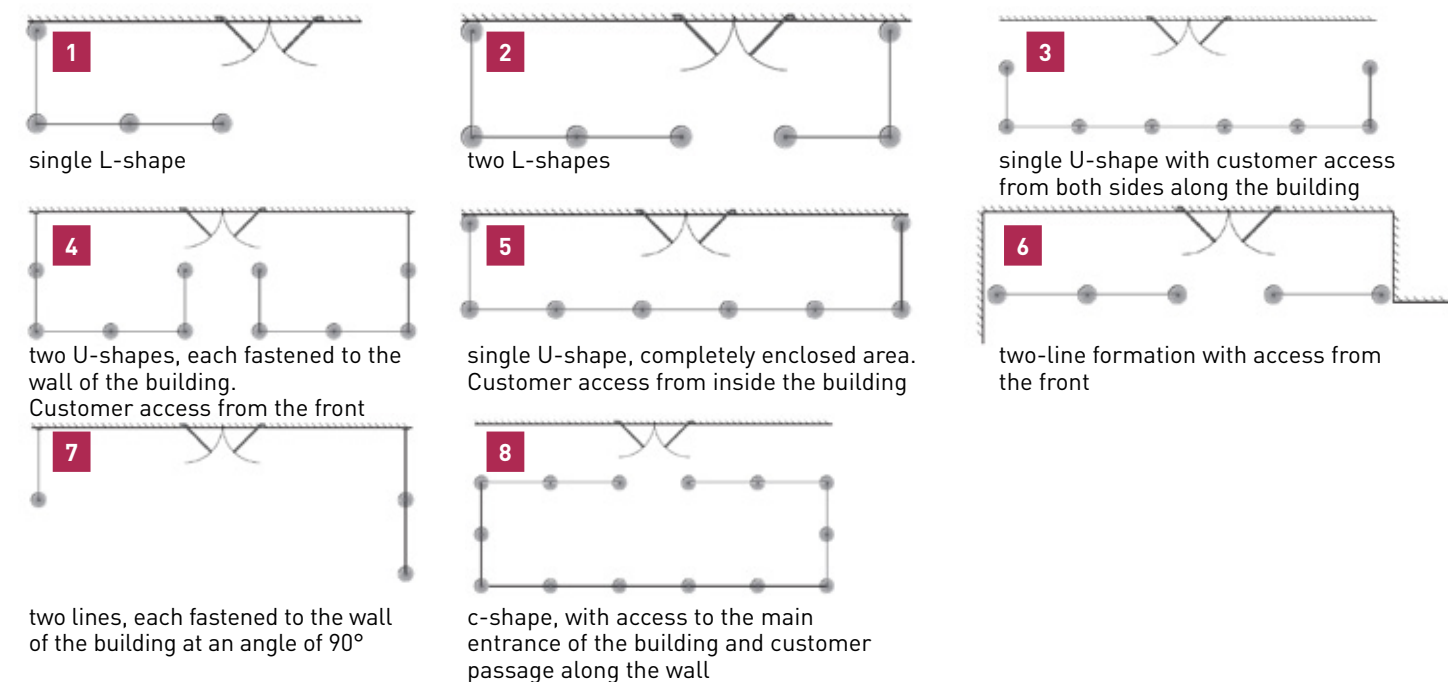 1
single L-shape
2
two L-shapes
3
single U-shape with customer access
from both sides along the building
4
two U-shapes, each fastened to the
wall of the building.
Customer access from the front
5
single U-shape, completely enclosed area.
Customer access from inside the building
6
two-line formation with access from
the front
7
two lines, each fastened to the wall
of the building at an angle of 90°
8
c-shape, with access to the main
entrance of the building and customer
passage along the wall